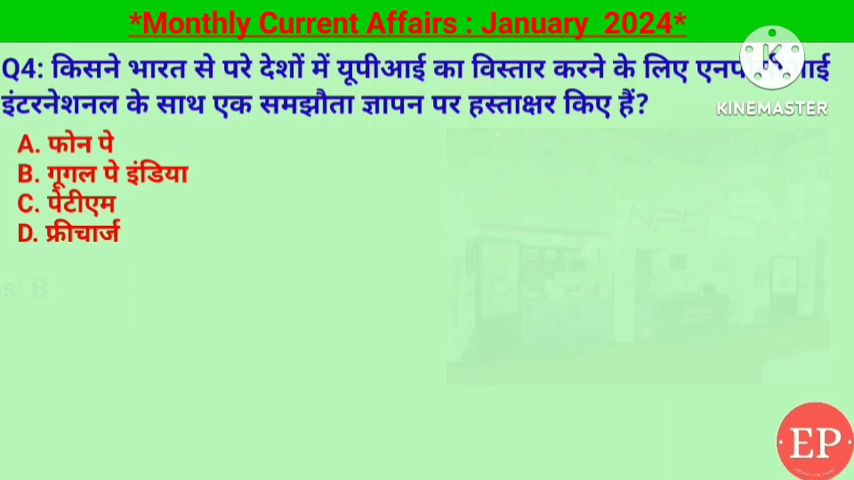 *Monthly Current Affairs : January 2024*
Q4: किसने भारत से परे देशों में यूपीआई का विस्तार करने के लिए
इंटरनेशनल के साथ एक समझौता ज्ञापन पर हस्ताक्षर किए हैं?
KINEMASTER
A. फोन पे
B. गूगल पे इंडिया
C. पेटीएम
D. फ्रीचार्ज
NPCI
s: B
EP